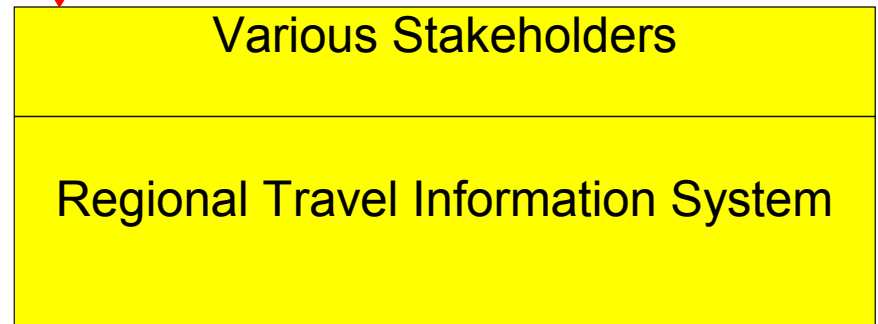 Various Stakeholders
Regional Travel Information System